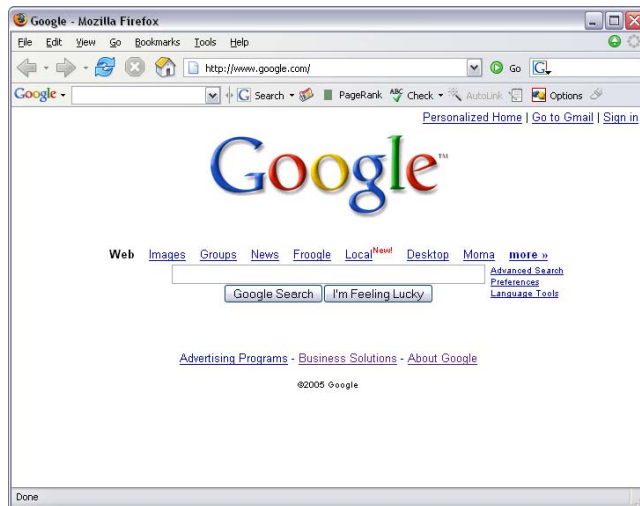 Google - Mozilla Firefox
File Edit View Go Bookmarks Tools Help
http://www.google.com/ Go G
Google G Search PageRank ABC Check AutoLink Options
Personalized Home | Go to Gmail | Sign in
Google™
Web Images Groups News Froogle Local New! Desktop Moma more »
Advanced Search
Preferences
Language Tools
Google Search I'm Feeling Lucky
Advertising Programs - Business Solutions - About Google
©2005 Google
Done